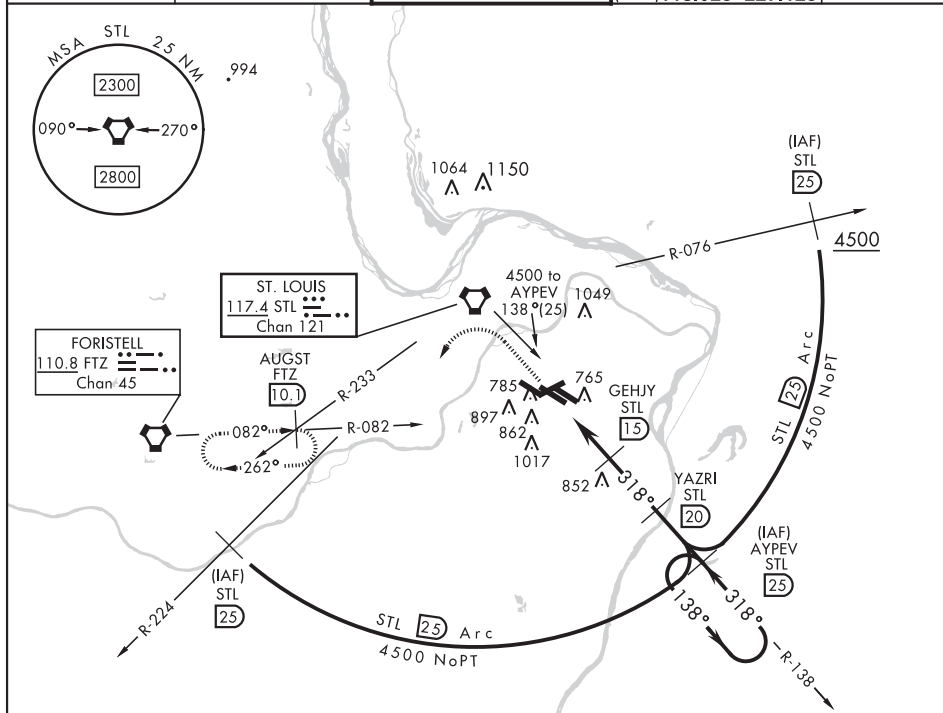 MSA STL 25 NM
2300
090°
270°
2800
994
1064
1150
(IAF)
STL
25
R-076
4500
ST. LOUIS
117.4 STL
Chan 121
4500 to
AYPEV
138°(25)
1049
FORISTELL
110.8 FTZ
Chan 45
AUGST
FTZ
10.1
R-233
082°
R-082
262°
785
765
897
862
1017
GEHJY
STL
15
852
318°
YAZRI
STL
20
STL 25 Arc
4500 NoPT
(IAF)
AYPEV
STL
25
(IAF)
STL
25
R-224
STL 25 Arc
4500 NoPT
138°
318°
R-138